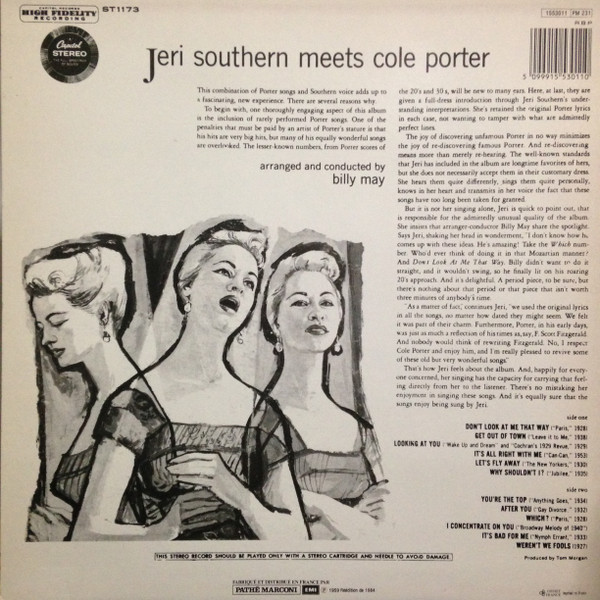 CAPITOL RECORDS
HIGH FIDELITY
RECORDING
ST1173
Capitol
STEREO
1553011 PM 231
5 099915 530110
Jeri southern meets cole porter
This combination of Porter songs and Southern voice adds up to
a fascinating, new experience. There are several reasons why.
To begin with, one thoroughly engaging aspect of this album
is the inclusion of rarely performed Porter songs. One of the
penalties that must be paid by an artist of Porter's stature is that
his hits are very big hits, but many of his equally wonderful songs
are overlooked. The lesser-known numbers, from Porter scores of
arranged and conducted by
billy may
the 20's and 30's, will be new to many ears. Here, at last, they are
given a full-dress introduction through Jeri Southern's under-
standing interpretations. She's retained the original Porter lyrics
in each case, not wanting to tamper with what are admittedly
perfect lines.
The joy of discovering unfamous Porter in no way minimizes
the joy of re-discovering famous Porter. And re-discovering
means more than merely re-hearing. The well-known standards
that Jeri has included in the album are longtime favorites of hers,
but she does not necessarily accept them in their customary dress.
She hears them quite differently, sings them quite personally,
knows in her heart and transmits in her voice the fact that these
songs have too long been taken for granted.
But it is not her singing alone, Jeri is quick to point out, that
is responsible for the admittedly unusual quality of the album.
She insists that arranger-conductor Billy May share the spotlight.
Says Jeri, shaking her head in wonderment, "I don't know how he
comes up with these ideas. He's amazing! Take the Which num-
ber. Who'd ever think of doing it in that Mozartian manner?
And Don't Look At Me That Way. Billy didn't want to do it
straight, and it wouldn't swing, so he finally lit on his roaring
20's approach. And it's delightful. A period piece, to be sure, but
there's nothing about that period or that piece that isn't worth
three minutes of anybody's time.
"As a matter of fact," continues Jeri, "we used the original lyrics
in all the songs, no matter how dated they might seem. We felt
it was part of their charm. Furthermore, Porter, in his early days,
was just as much a reflection of his times as, say, F. Scott Fitzgerald.
And nobody would think of rewriting Fitzgerald. No, I respect
Cole Porter and enjoy him, and I'm really pleased to revive some
of these old but very wonderful songs."
That's how Jeri feels about the album. And, happily for every-
one concerned, her singing has the capacity for carrying that feel-
ing directly from her to the listener. There's no mistaking her
enjoyment in singing these songs. And it's equally sure that the
songs enjoy being sung by Jeri.
side one
DON'T LOOK AT ME THAT WAY ("Paris," 1928)
GET OUT OF TOWN ("Leave it to Me," 1938)
LOOKING AT YOU ("Wake Up and Dream" and "Cochran's 1929 Revue," 1929)
IT'S ALL RIGHT WITH ME ("Can-Can," 1953)
LET'S FLY AWAY ("The New Yorkers," 1930)
WHY SHOULDN'T I? ("Jubilee," 1935)
side two
YOU'RE THE TOP ("Anything Goes," 1934)
AFTER YOU ("Gay Divorce," 1932)
WHICH? ("Paris," 1928)
I CONCENTRATE ON YOU ("Broadway Melody of 1940")
IT'S BAD FOR ME ("Nymph Errant," 1933)
WEREN'T WE FOOLS (1927)
Produced by Tom Morgan
THIS STEREO RECORD SHOULD BE PLAYED ONLY WITH A STEREO CARTRIDGE AND NEEDLE TO AVOID DAMAGE.
FABRIQUÉ ET DISTRIBUÉ EN FRANCE PAR
PATHÉ MARCONI EMI